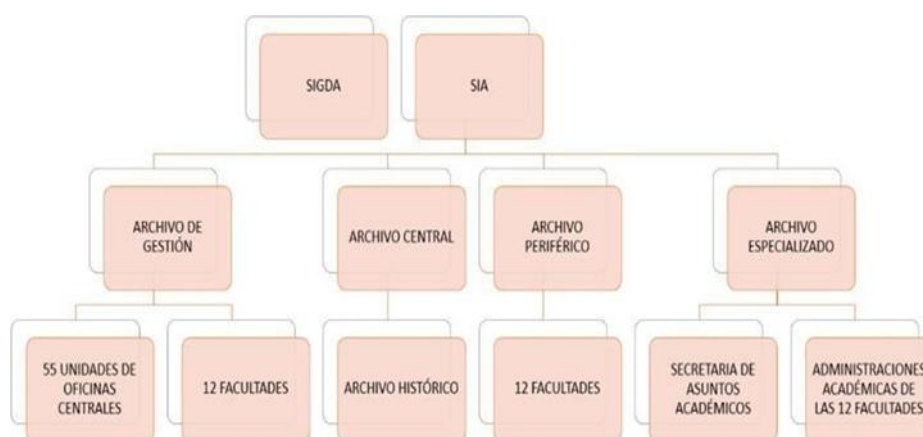 SIGDA
SIA
ARCHIVO DE
GESTIÓN
ARCHIVO CENTRAL
ARCHIVO
PERIFÉRICO
ARCHIVO
ESPECIALIZADO
55 UNIDADES DE
OFICINAS
CENTRALES
12 FACULTADES
ARCHIVO HISTÓRICO
12 FACULTADES
SECRETARIA DE
ASUNTOS
ACADÉMICOS
ADMINISTRACIONES
ACADÉMICAS DE
LAS 12 FACULTADES